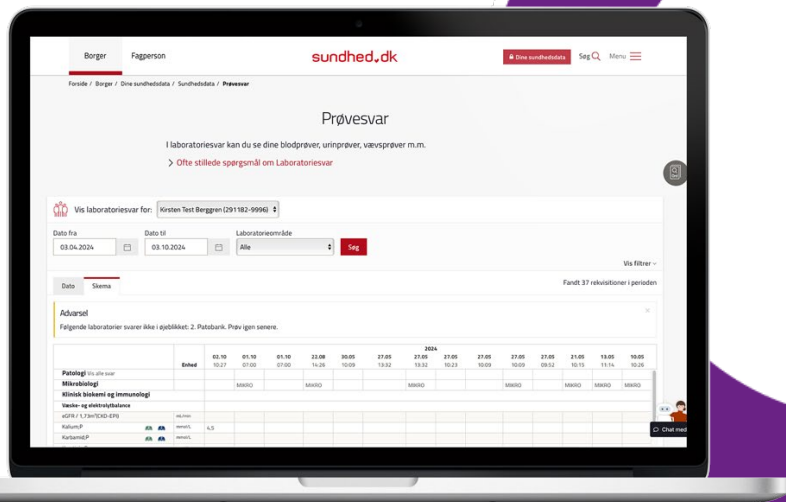 Borger Fagperson sundhed.dk Dine sundhedsdata Søg Menu
Forside / Borger / Dine sundhedsdata / Sundhedsdata / Prøvesvar
Prøvesvar
I laboratoriesvar kan du se dine blodprøver, urinprøver, vævsprøver m.m.
Ofte stillede spørgsmål om Laboratoriesvar
Vis laboratoriesvar for: Kirsten Test Berggren (291182-9996)
Dato fra Dato til Laboratorieområde
03.04.2024 03.10.2024 Alle Søg
Vis filtrer
Dato Skema Fandt 37 rekvisitioner i perioden
Advarsel
Følgende laboratorier svarer ikke i øjeblikket: 2. Patobank. Prøv igen senere.
2024
02.10 01.10 01.10 22.08 30.05 27.05 27.05 27.05 27.05 27.05 27.05 21.05 13.05 10.05
Enhed 10:27 07:00 07:00 14:26 10:09 13:32 13:32 10:23 10:09 10:09 09:52 10:15 11:14 10:26
Patologi Vis alle svar
Mikrobiologi MIKRO MIKRO MIKRO MIKRO MIKRO MIKRO MIKRO
Klinisk biokemi og immunologi
Væske- og elektrolytbalance
eGFR / 1,73m²(CKD-EPI)
Kalium;P mmol/L 4,5
Karbamid;P mmol/L
Chat med